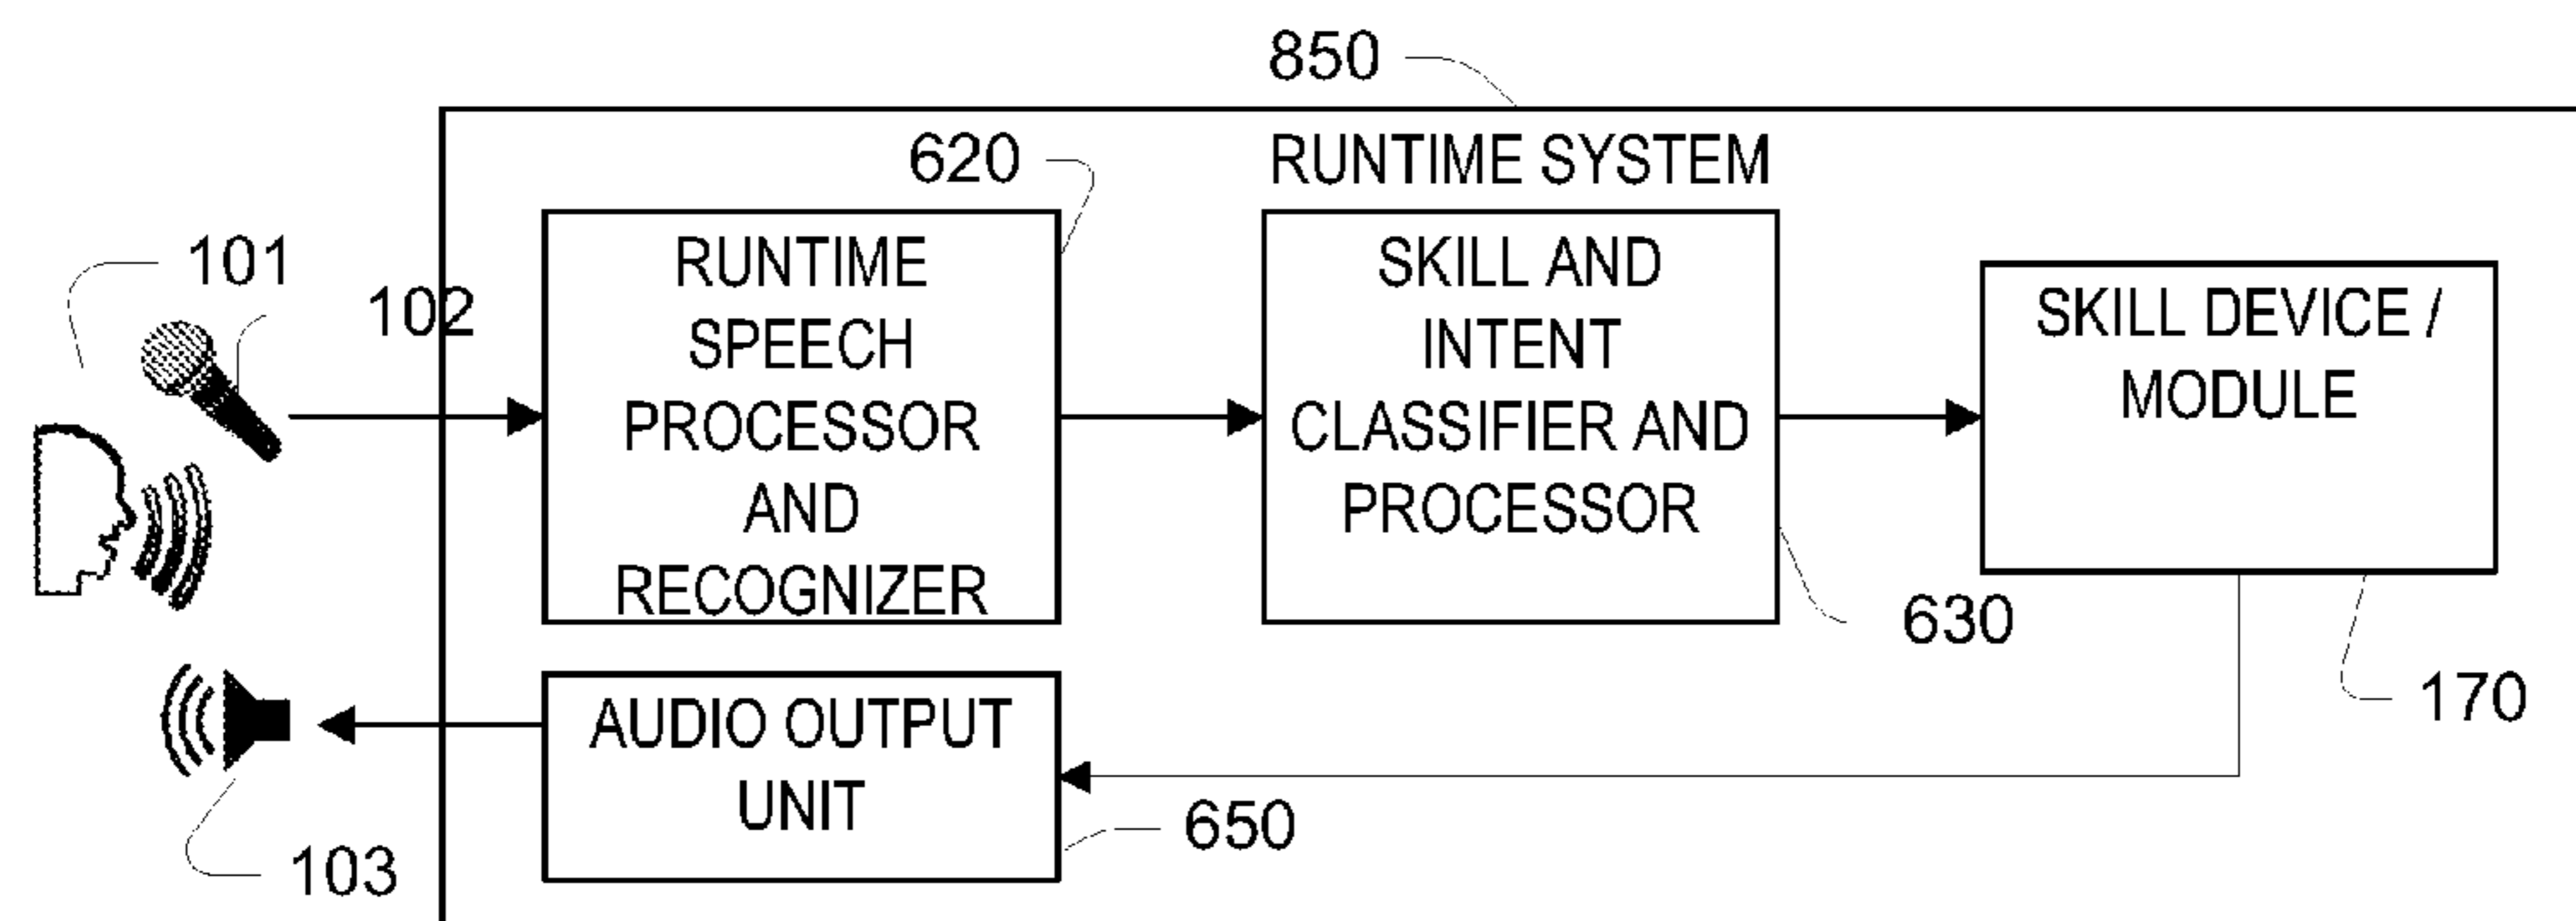 850
RUNTIME SYSTEM
620
101
102
RUNTIME
SPEECH
PROCESSOR
AND
RECOGNIZER
SKILL AND
INTENT
CLASSIFIER AND
PROCESSOR
630
SKILL DEVICE /
MODULE
170
AUDIO OUTPUT
UNIT
650
103